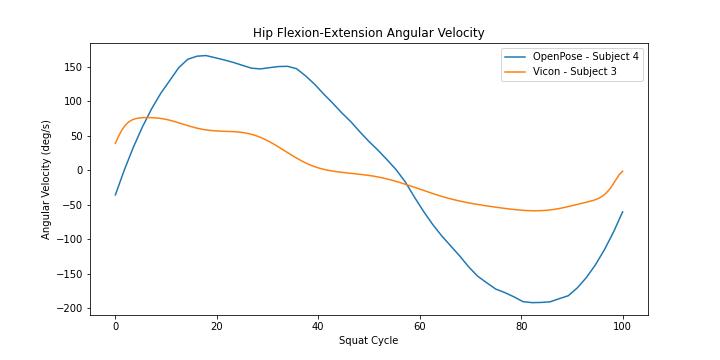 Hip Flexion-Extension Angular Velocity
OpenPose - Subject 4
Vicon - Subject 3
Angular Velocity (deg/s)
150
100
50
0
−50
−100
−150
−200
0 20 40 60 80 100
Squat Cycle